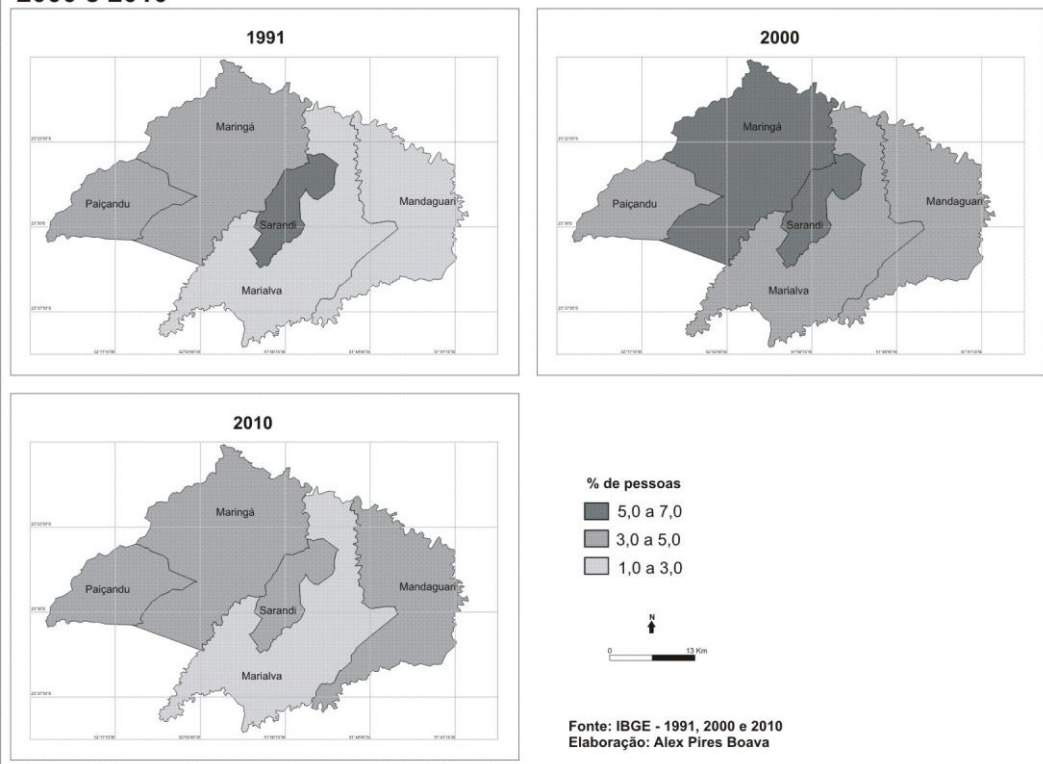 2000 e 2010
1991
Maringá
Paiçandu
Sarandi
Mandaguari
Marialva
2000
Maringá
Paiçandu
Sarandi
Mandaguari
Marialva
2010
Maringá
Paiçandu
Sarandi
Mandaguari
Marialva
% de pessoas
5,0 a 7,0
3,0 a 5,0
1,0 a 3,0
N
0 13 Km
Fonte: IBGE - 1991, 2000 e 2010
Elaboração: Alex Pires Boava